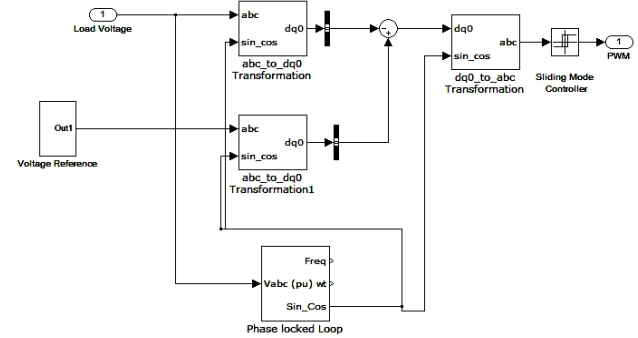 1
Load Voltage
abc
dq0
sin_cos
abc_to_dq0
Transformation
-
+
dq0
abc
sin_cos
dq0_to_abc
Transformation
Sliding Mode
Controller
1
PWM
Out1
Voltage Reference
abc
dq0
sin_cos
abc_to_dq0
Transformation1
Freq
Vabc (pu) wt
Sin_Cos
Phase locked Loop